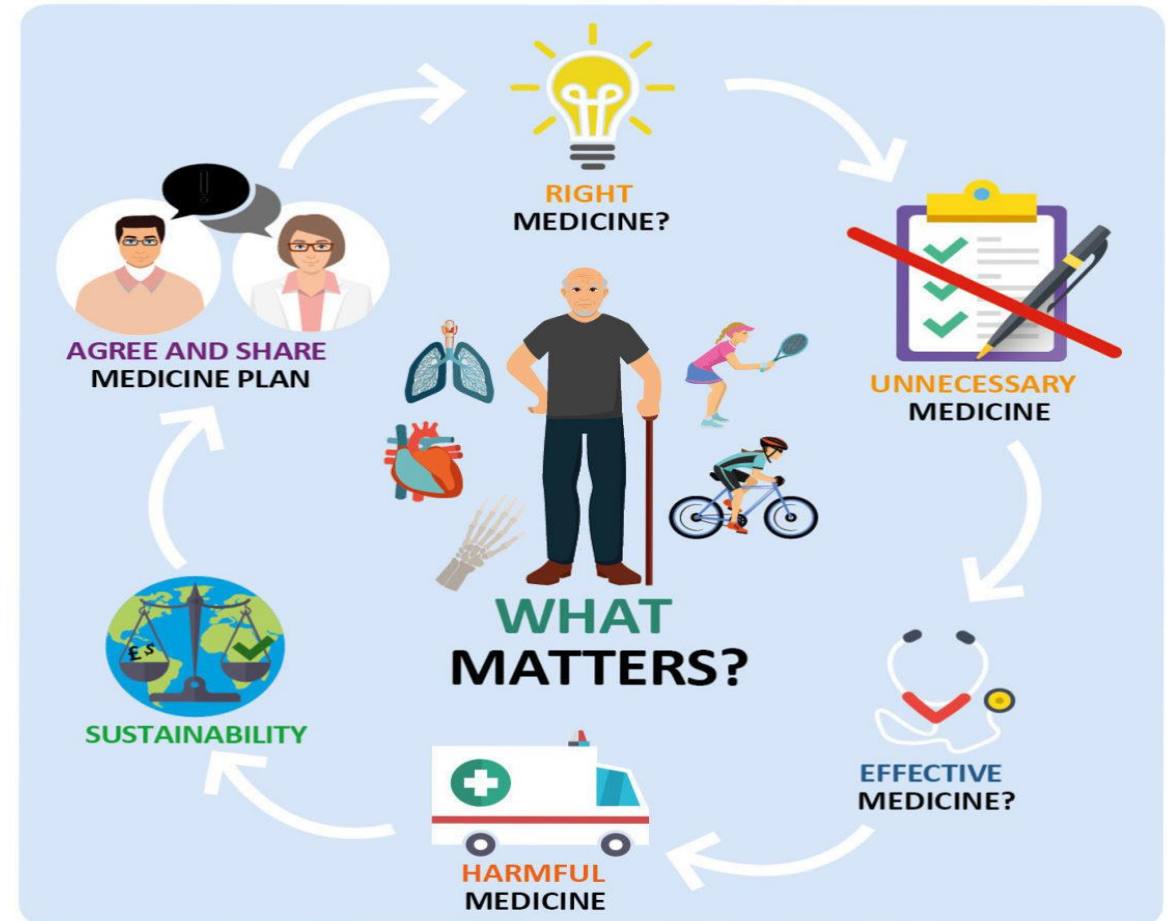 RIGHT
MEDICINE?
UNNECESSARY
MEDICINE
EFFECTIVE
MEDICINE?
HARMFUL
MEDICINE
SUSTAINABILITY
£s
AGREE AND SHARE
MEDICINE PLAN
!
WHAT
MATTERS?